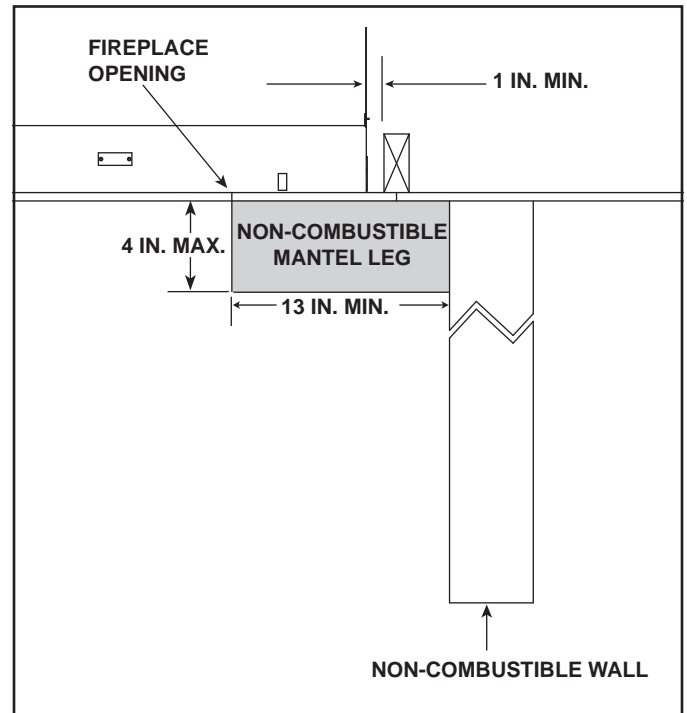 FIREPLACE
OPENING
1 IN. MIN.
4 IN. MAX.
NON-COMBUSTIBLE
MANTEL LEG
13 IN. MIN.
NON-COMBUSTIBLE WALL